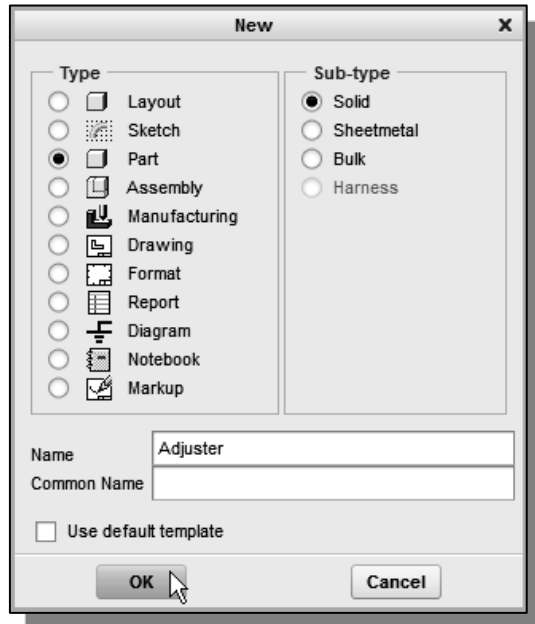 New X
Type
Layout
Sketch
Part
Assembly
Manufacturing
Drawing
Format
Report
Diagram
Notebook
Markup
Sub-type
Solid
Sheetmetal
Bulk
Harness
Name Adjuster
Common Name
Use default template
OK Cancel